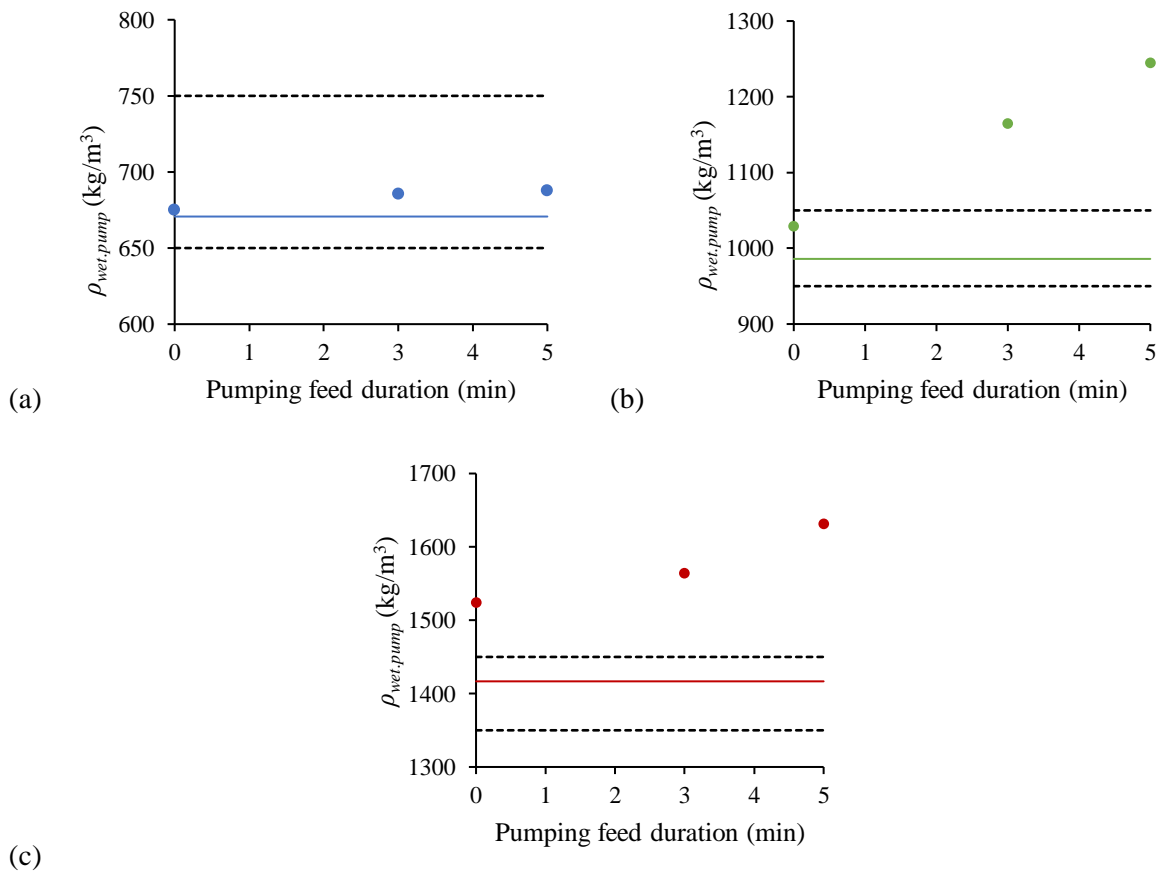 800
750
700
650
600
ρwet.pump (kg/m³)
0 1 2 3 4 5
Pumping feed duration (min)
(a)
1300
1200
1100
1000
900
ρwet.pump (kg/m³)
0 1 2 3 4 5
Pumping feed duration (min)
(b)
1700
1600
1500
1400
1300
ρwet.pump (kg/m³)
0 1 2 3 4 5
Pumping feed duration (min)
(c)